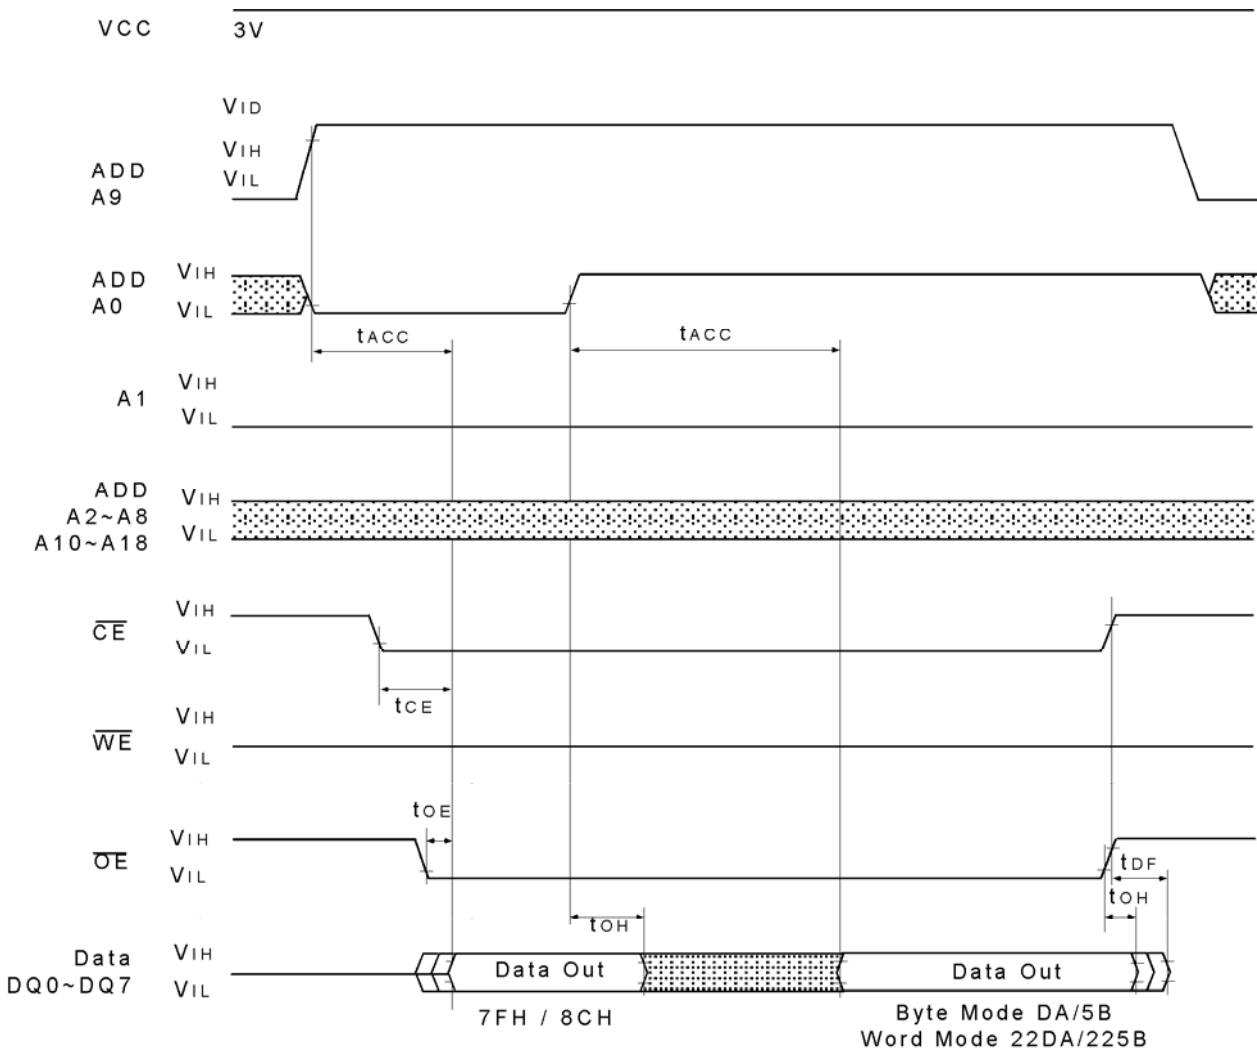 VCC 3V
VID
VIH
VIL
ADD
A9
ADD
A0
VIH
VIL
tACC tACC
A1
VIH
VIL
ADD
A2~A8
A10~A18
VIH
VIL
CE
VIH
VIL
tCE
WE
VIH
VIL
tOE
OE
VIH
VIL
tDF
tOH
tOH
Data
DQ0~DQ7
VIH
VIL
Data Out
Data Out
7FH / 8CH
Byte Mode DA/5B
Word Mode 22DA/225B